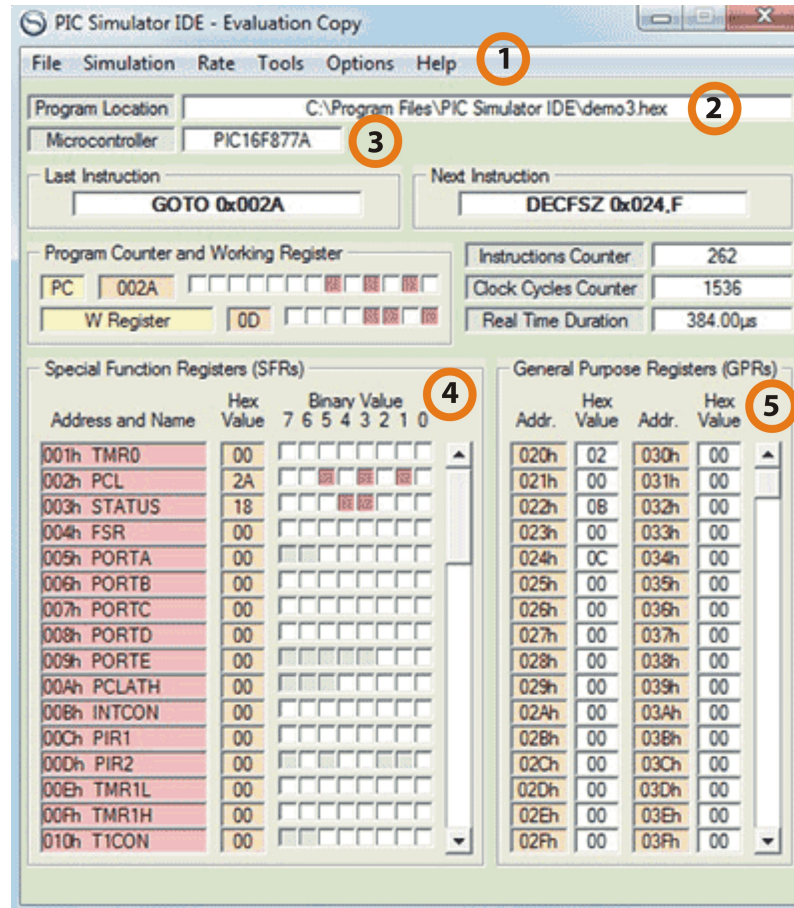 PIC Simulator IDE - Evaluation Copy
File Simulation Rate Tools Options Help 1
Program Location C:\Program Files\PIC Simulator IDE\demo3.hex 2
Microcontroller PIC16F877A 3
Last Instruction Next Instruction
GOTO 0x002A DECFSZ 0x024,F
Program Counter and Working Register Instructions Counter 262
PC 002A Clock Cycles Counter 1536
W Register 0D Real Time Duration 384.00µs
Special Function Registers (SFRs) 4 General Purpose Registers (GPRs) 5
Hex Binary Value Hex Hex
Address and Name Value 7 6 5 4 3 2 1 0 Addr. Value Addr. Value
001h TMR0 00 020h 02 030h 00
002h PCL 2A 021h 00 031h 00
003h STATUS 18 022h 0B 032h 00
004h FSR 00 023h 00 033h 00
005h PORTA 00 024h 0C 034h 00
006h PORTB 00 025h 00 035h 00
007h PORTC 00 026h 00 036h 00
008h PORTD 00 027h 00 037h 00
009h PORTE 00 028h 00 038h 00
00Ah PCLATH 00 029h 00 039h 00
00Bh INTCON 00 02Ah 00 03Ah 00
00Ch PIR1 00 02Bh 00 03Bh 00
00Dh PIR2 00 02Ch 00 03Ch 00
00Eh TMR1L 00 02Dh 00 03Dh 00
00Fh TMR1H 00 02Eh 00 03Eh 00
010h T1CON 00 02Fh 00 03Fh 00